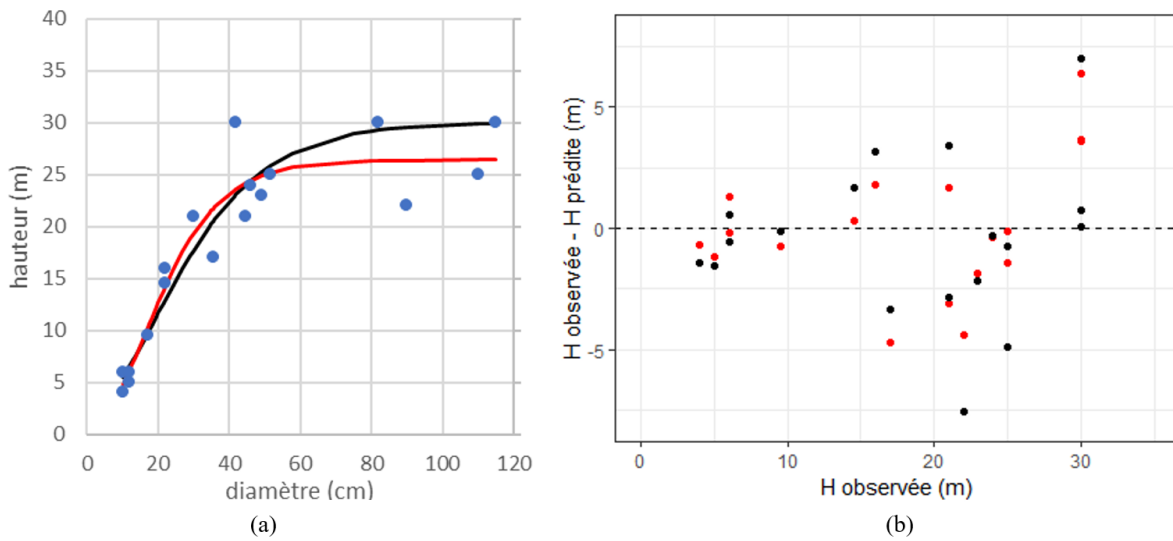 40
35
30
25
20
15
10
5
0
hauteur (m)
0 20 40 60 80 100 120
diamètre (cm)
(a)
5
0
-5
H observée - H prédite (m)
0 10 20 30
H observée (m)
(b)